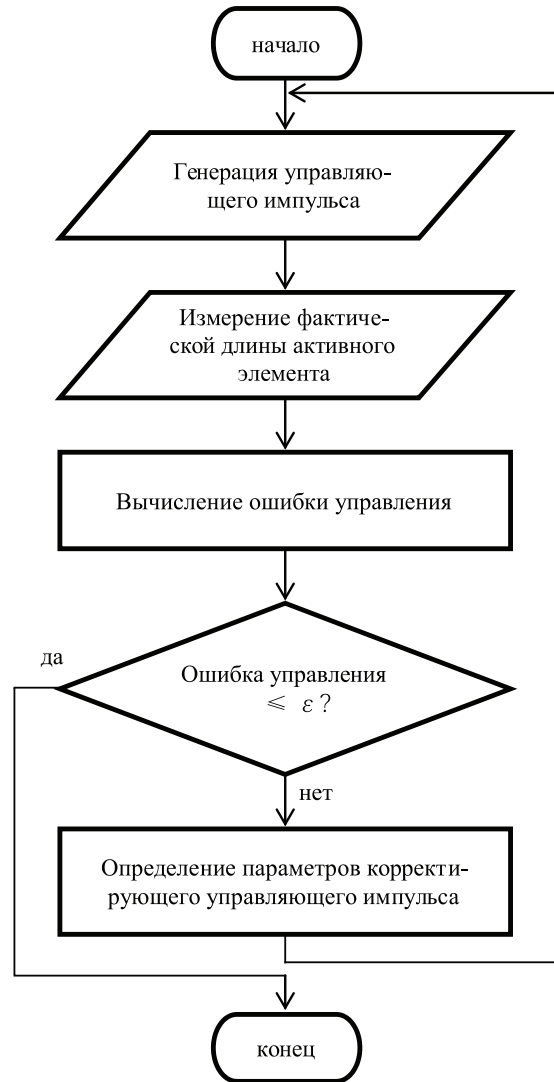 начало
Генерация управляю-
щего импульса
Измерение фактиче-
ской длины активного
элемента
Вычисление ошибки управления
да
Ошибка управления
≤ ε ?
нет
Определение параметров корректи-
рующего управляющего импульса
конец